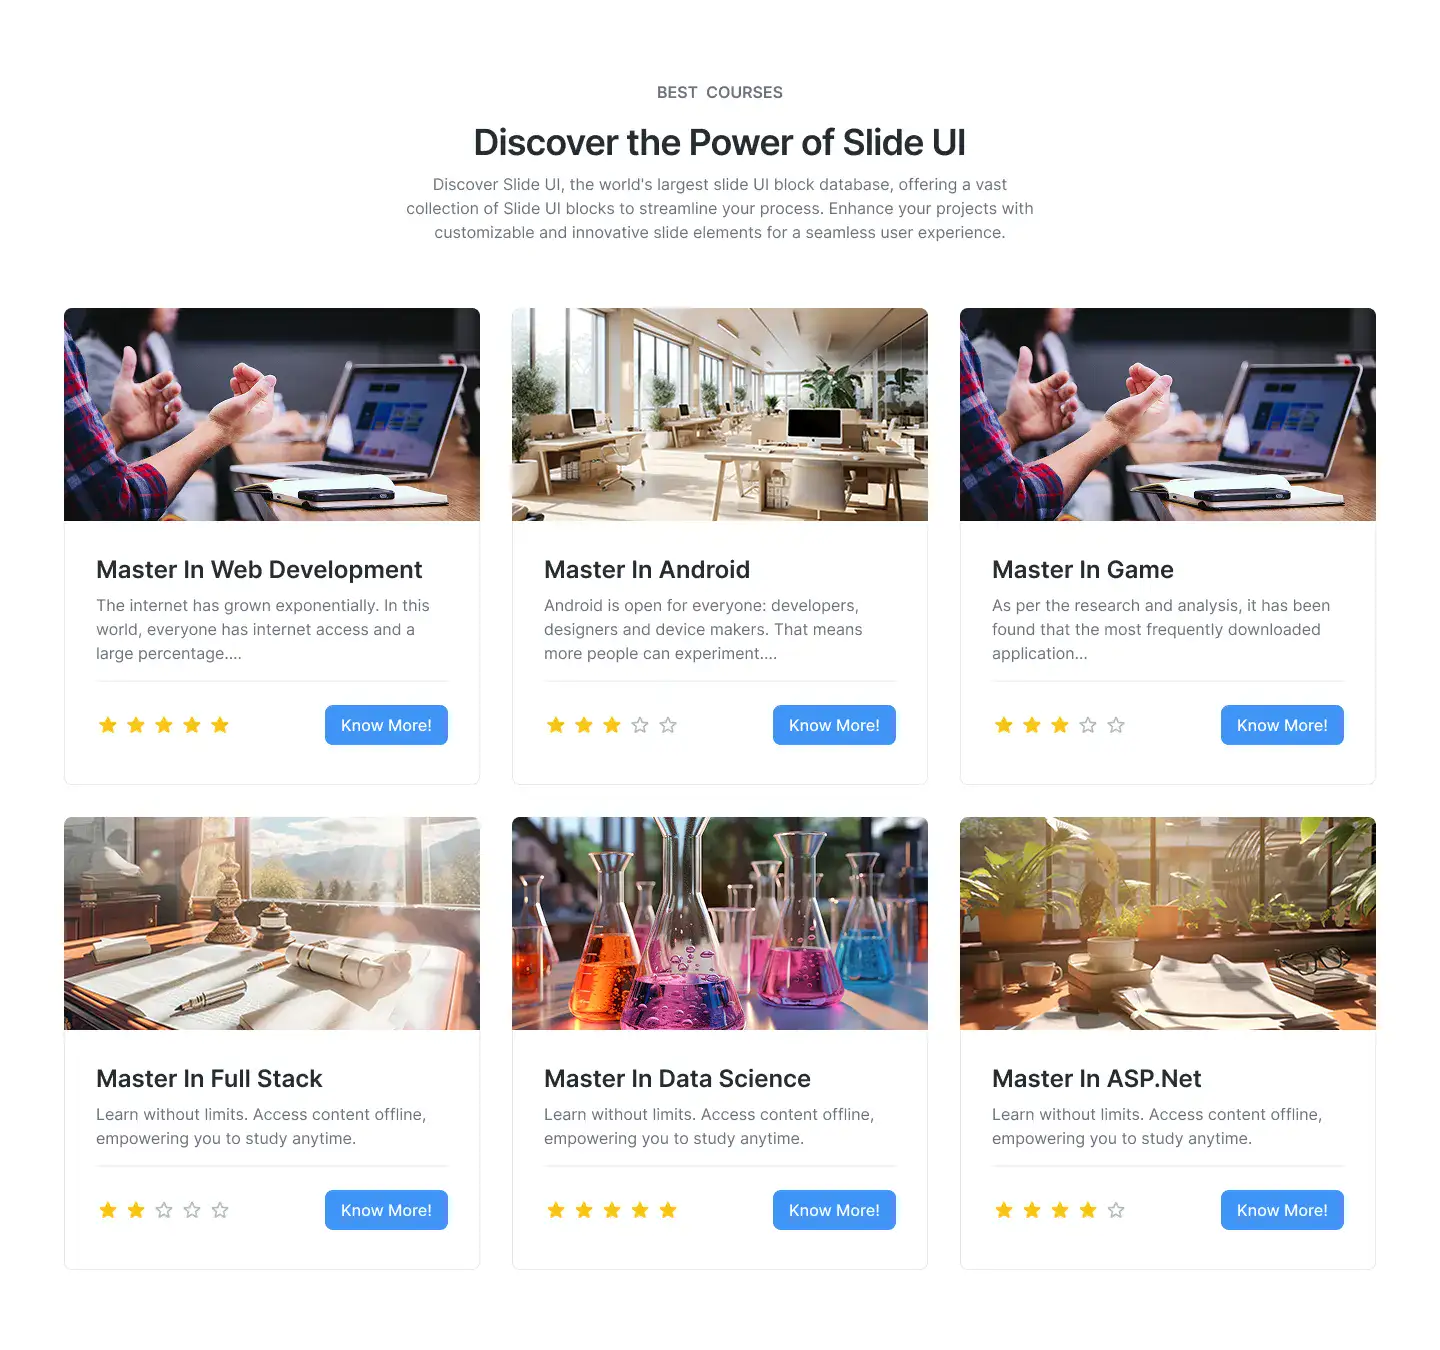 BEST COURSES
Discover the Power of Slide UI
Discover Slide UI, the world's largest slide UI block database, offering a vast
collection of Slide UI blocks to streamline your process. Enhance your projects with
customizable and innovative slide elements for a seamless user experience.
Master In Web Development
The internet has grown exponentially. In this
world, everyone has internet access and a
large percentage....
Know More!
Master In Android
Android is open for everyone: developers,
designers and device makers. That means
more people can experiment....
Know More!
Master In Game
As per the research and analysis, it has been
found that the most frequently downloaded
application...
Know More!
Master In Full Stack
Learn without limits. Access content offline,
empowering you to study anytime.
Know More!
Master In Data Science
Learn without limits. Access content offline,
empowering you to study anytime.
Know More!
Master In ASP.Net
Learn without limits. Access content offline,
empowering you to study anytime.
Know More!